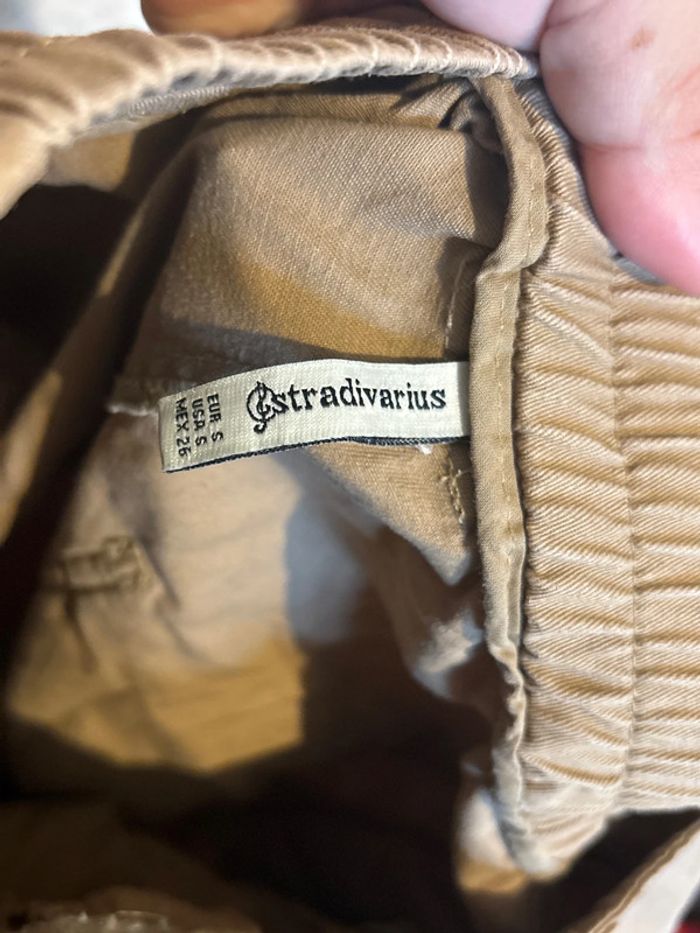 stradivarius
EUR S
USA S
MEX 26